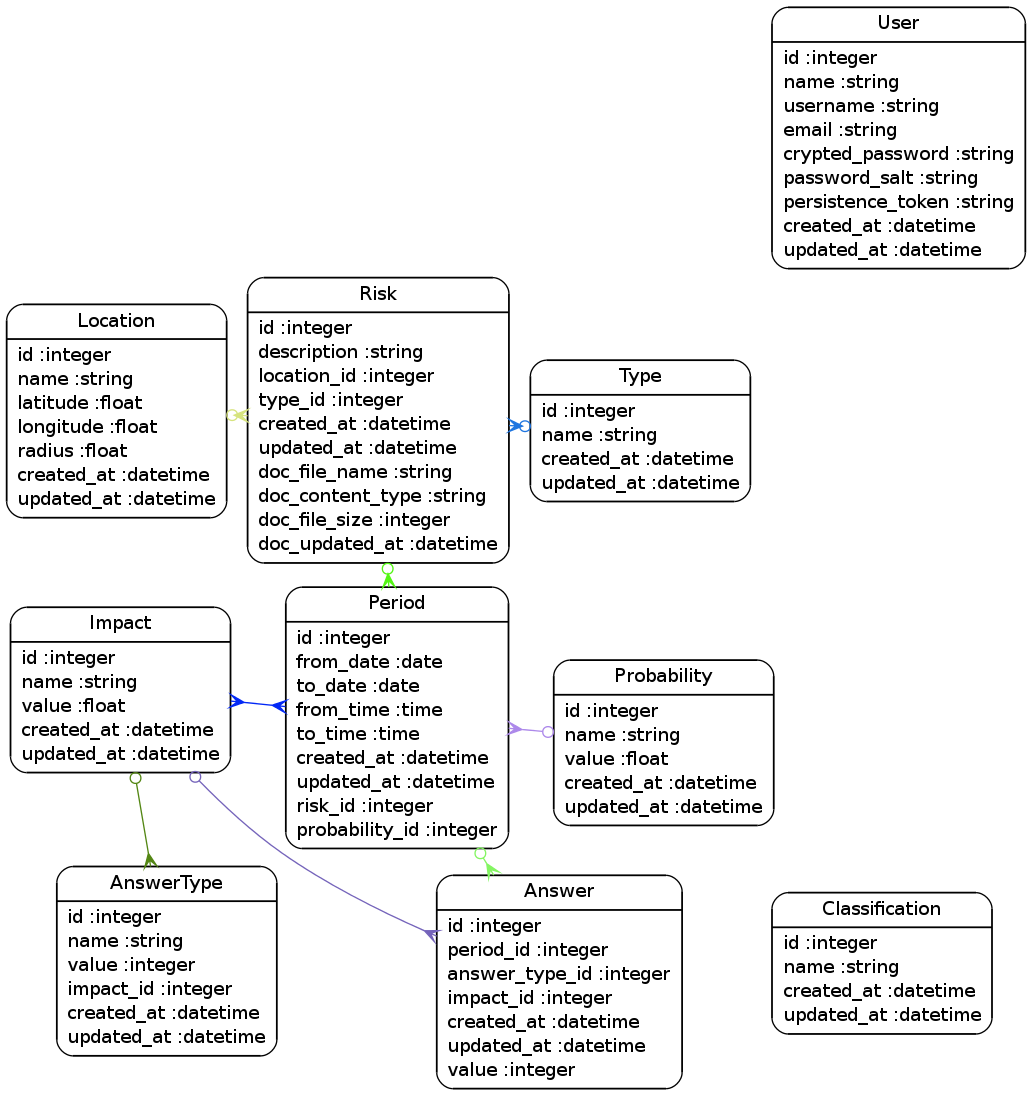 User
id :integer
name :string
username :string
email :string
crypted_password :string
password_salt :string
persistence_token :string
created_at :datetime
updated_at :datetime
Location
id :integer
name :string
latitude :float
longitude :float
radius :float
created_at :datetime
updated_at :datetime
Risk
id :integer
description :string
location_id :integer
type_id :integer
created_at :datetime
updated_at :datetime
doc_file_name :string
doc_content_type :string
doc_file_size :integer
doc_updated_at :datetime
Type
id :integer
name :string
created_at :datetime
updated_at :datetime
Impact
id :integer
name :string
value :float
created_at :datetime
updated_at :datetime
Period
id :integer
from_date :date
to_date :date
from_time :time
to_time :time
created_at :datetime
updated_at :datetime
risk_id :integer
probability_id :integer
Probability
id :integer
name :string
value :float
created_at :datetime
updated_at :datetime
AnswerType
id :integer
name :string
value :integer
impact_id :integer
created_at :datetime
updated_at :datetime
Answer
id :integer
period_id :integer
answer_type_id :integer
impact_id :integer
created_at :datetime
updated_at :datetime
value :integer
Classification
id :integer
name :string
created_at :datetime
updated_at :datetime